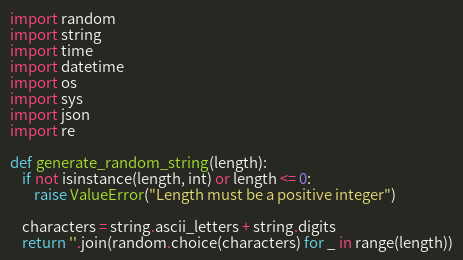 import random
import string
import time
import datetime
import os
import sys
import json
import re

def generate_random_string(length):
    if not isinstance(length, int) or length <= 0:
        raise ValueError("Length must be a positive integer")

    characters = string.ascii_letters + string.digits
    return ''.join(random.choice(characters) for _ in range(length))